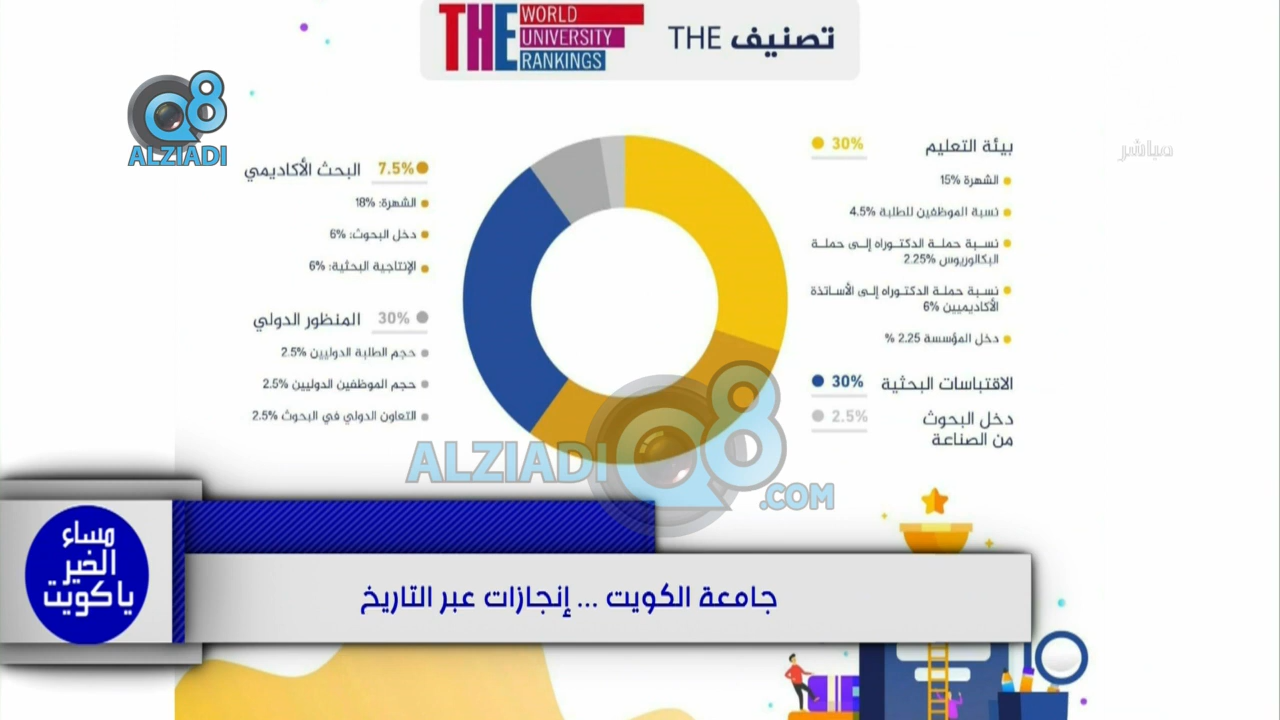 THE WORLD
UNIVERSITY
RANKINGS
تصنيف THE
Q8
ALZIADI
مباشر
بيئة التعليم 30%
الشهرة 15%
نسبة الموظفين للطلبة 4.5%
نسبة حملة الدكتوراه إلى حملة
البكالوريوس 2.25%
نسبة حملة الدكتوراه إلى الأساتذة
الأكاديميين 6%
دخل المؤسسة 2.25 %
الاقتباسات البحثية 30%
دخل البحوث 2.5%
من الصناعة
البحث الأكاديمي 7.5%
الشهرة: 18%
دخل البحوث: 6%
الإنتاجية البحثية: 6%
المنظور الدولي 30%
حجم الطلبة الدوليين 2.5%
حجم الموظفين الدوليين 2.5%
التعاون الدولي في البحوث 2.5%
ALZIADI Q8
.COM
مساء
الخير
يا كويت
جامعة الكويت ... إنجازات عبر التاريخ